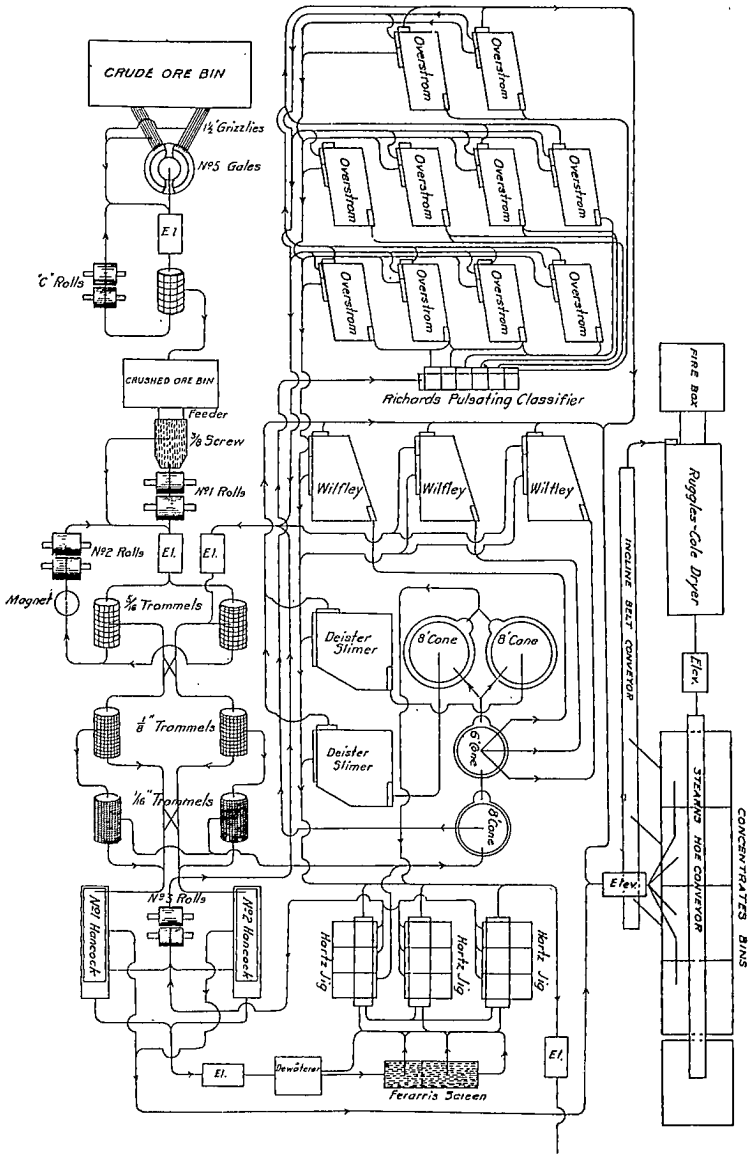 CRUDE ORE BIN
1½" Grizzlies
Nº5 Gales
El.
"C" Rolls
CRUSHED ORE BIN
Feeder
3/8 Screw
Nº1 Rolls
Nº2 Rolls
El.
El.
Magnet
5/16 Trommels
1/8" Trommels
1/16" Trommels
Nº1 Hancock
Nº3 Rolls
Nº2 Hancock
El.
Dewaterer
Ferarris Screen
Overstrom
Overstrom
Overstrom
Overstrom
Overstrom
Overstrom
Overstrom
Overstrom
Overstrom
Overstrom
Richards Pulsating Classifier
Wilfley
Wilfley
Wilfley
Deister
Slimer
8' Cone
8' Cone
Deister
Slimer
6' Cone
8' Cone
Hartz Jig
Hartz Jig
Hartz Jig
El.
FIRE BOX
Ruggles-Cole Dryer
INCLINE BELT CONVEYOR
Elev.
Elev.
STEARNS HOE CONVEYOR
CONCENTRATES BINS